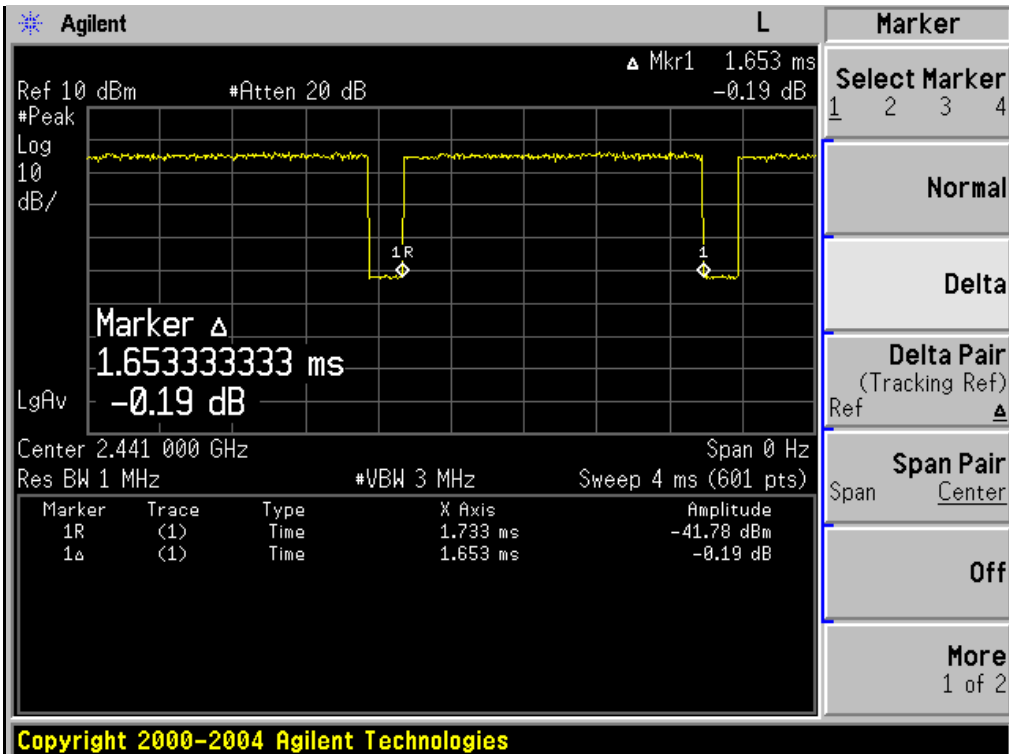 Agilent L
Δ Mkr1 1.653 ms
Ref 10 dBm #Atten 20 dB -0.19 dB
#Peak
Log
10
dB/
1R 1
Marker Δ
1.653333333 ms
-0.19 dB
LgAv
Center 2.441 000 GHz Span 0 Hz
Res BW 1 MHz #VBW 3 MHz Sweep 4 ms (601 pts)
Marker Trace Type X Axis Amplitude
1R (1) Time 1.733 ms -41.78 dBm
1Δ (1) Time 1.653 ms -0.19 dB
Marker
Select Marker
1 2 3 4
Normal
Delta
Delta Pair
(Tracking Ref)
Ref Δ
Span Pair
Span Center
Off
More
1 of 2
Copyright 2000-2004 Agilent Technologies